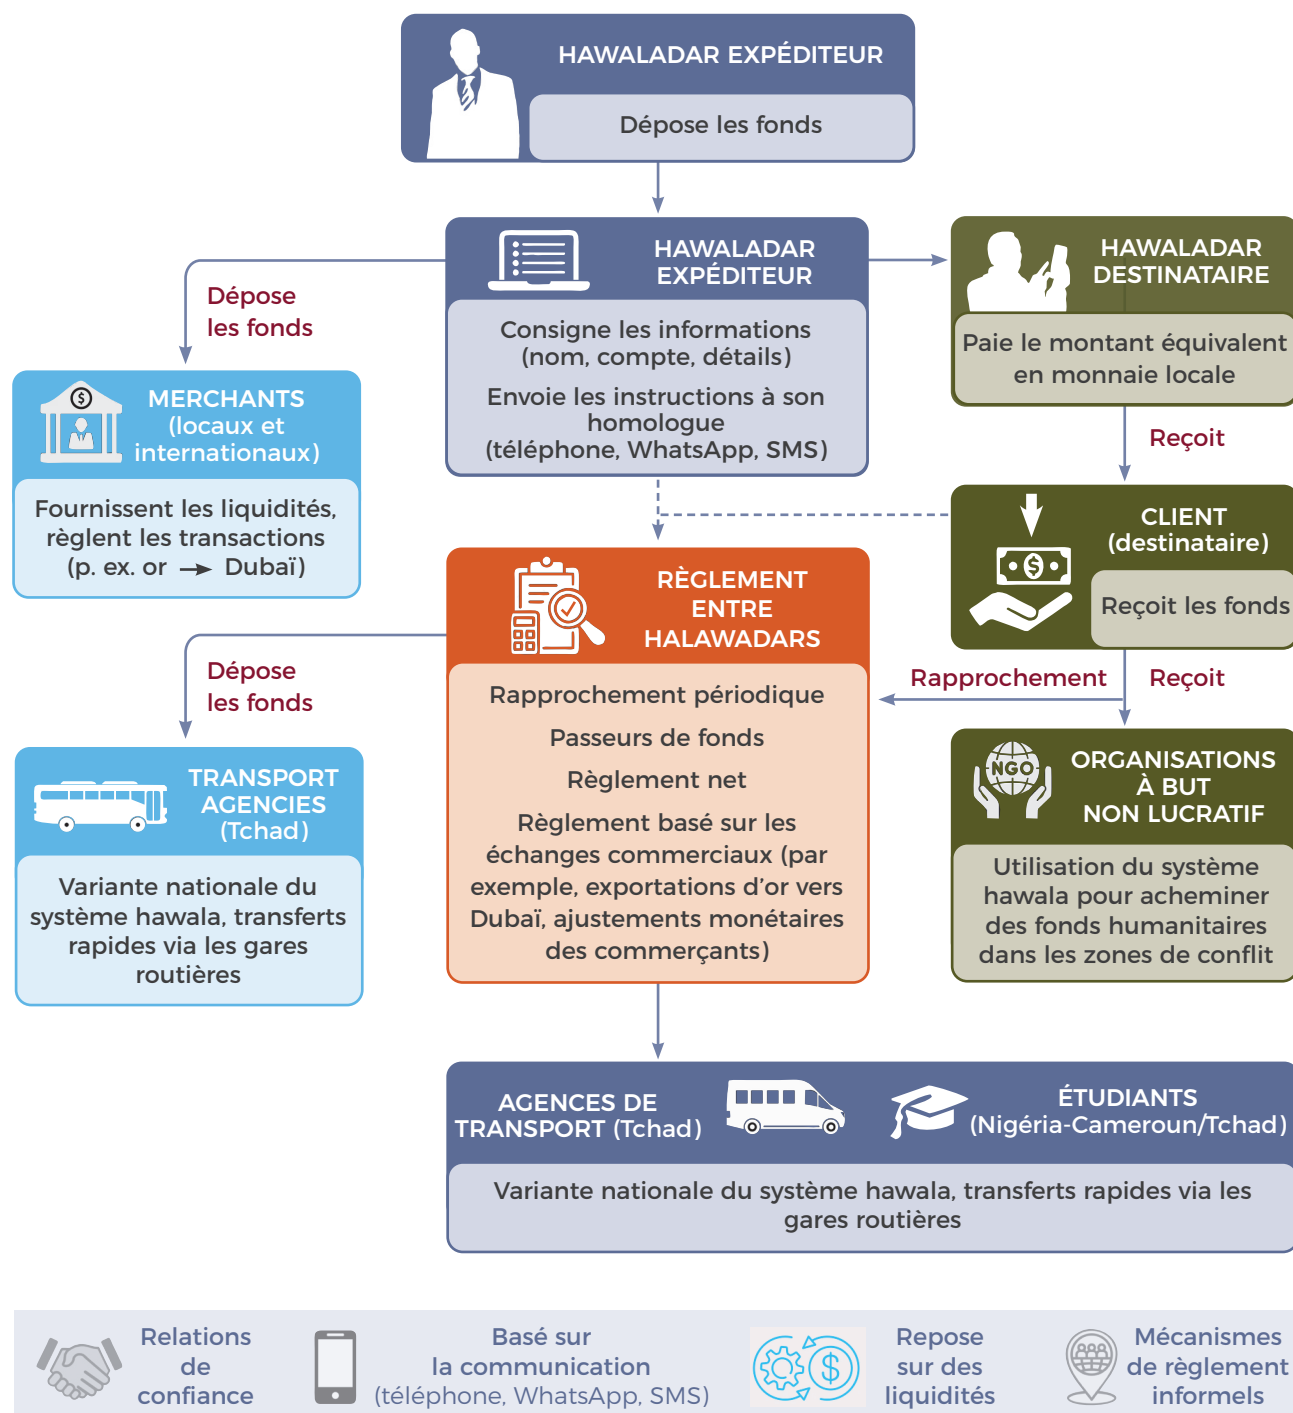 HAWALADAR EXPÉDITEUR
Dépose les fonds
HAWALADAR
EXPÉDITEUR
Consigne les informations
(nom, compte, détails)
Envoie les instructions à son
homologue
(téléphone, WhatsApp, SMS)
HAWALADAR
DESTINATAIRE
Paie le montant équivalent
en monnaie locale
Dépose
les fonds
$
MERCHANTS
(locaux et
internationaux)
Fournissent les liquidités,
règlent les transactions
(p. ex. or → Dubaï)
Reçoit
$
CLIENT
(destinataire)
Reçoit les fonds
RÈGLEMENT
ENTRE
HALAWADARS
Rapprochement périodique
Passeurs de fonds
Règlement net
Règlement basé sur les
échanges commerciaux (par
exemple, exportations d’or vers
Dubaï, ajustements monétaires
des commerçants)
Dépose
les fonds
Rapprochement
Reçoit
TRANSPORT
AGENCIES
(Tchad)
Variante nationale du
système hawala, transferts
rapides via les gares
routières
NGO
ORGANISATIONS
À BUT
NON LUCRATIF
Utilisation du système
hawala pour acheminer
des fonds humanitaires
dans les zones de conflit
AGENCES DE
TRANSPORT (Tchad)
ÉTUDIANTS
(Nigéria-Cameroun/Tchad)
Variante nationale du système hawala, transferts rapides via les
gares routières
Relations
de
confiance
Basé sur
la communication
(téléphone, WhatsApp, SMS)
$
Repose
sur des
liquidités
Mécanismes
de règlement
informels